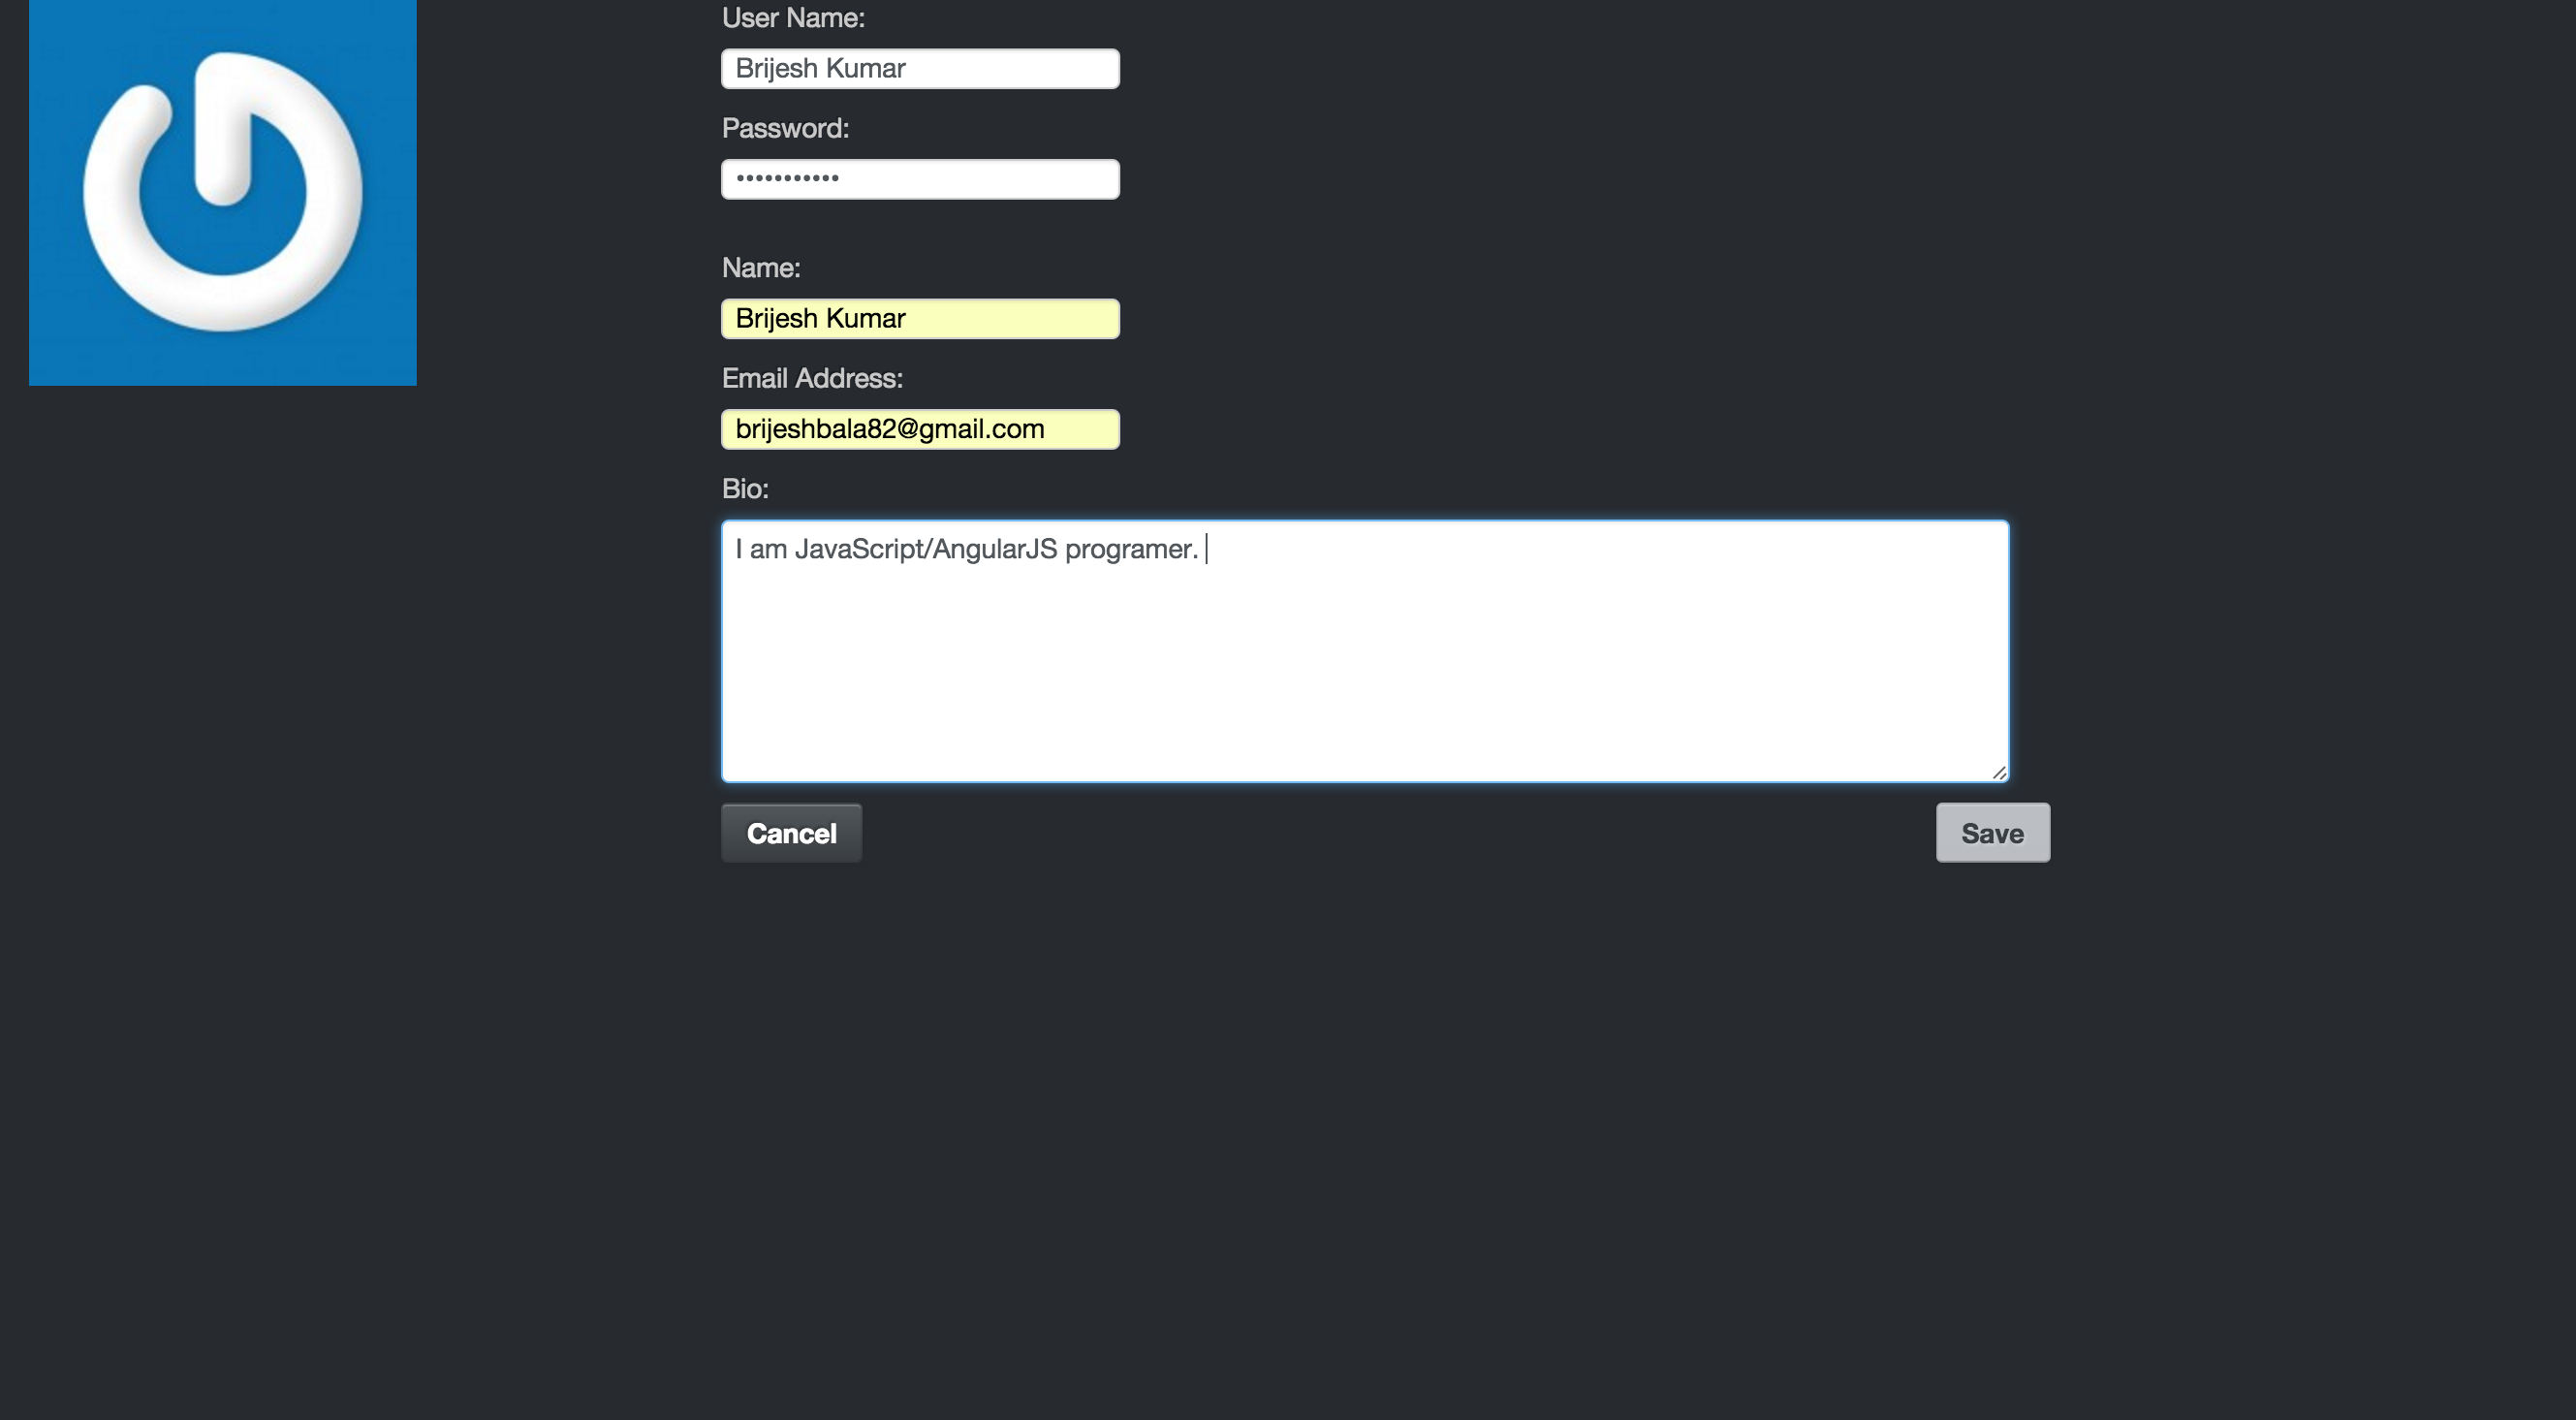 User Name:
Brijesh Kumar
Password:
•••••••••••
Name:
Brijesh Kumar
Email Address:
brijeshbala82@gmail.com
Bio:
I am JavaScript/AngularJS programer.
Cancel
Save